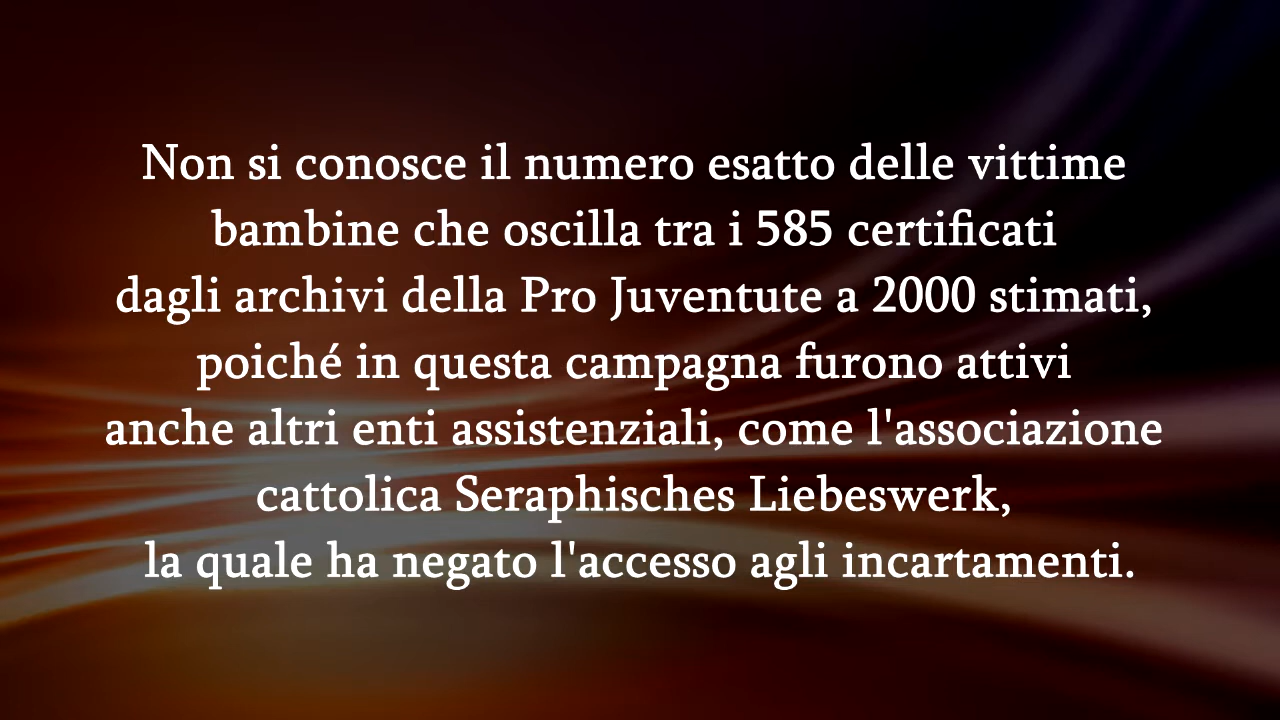 Non si conosce il numero esatto delle vittime
bambine che oscilla tra i 585 certificati
dagli archivi della Pro Juventute a 2000 stimati,
poiché in questa campagna furono attivi
anche altri enti assistenziali, come l'associazione
cattolica Seraphisches Liebeswerk,
la quale ha negato l'accesso agli incartamenti.